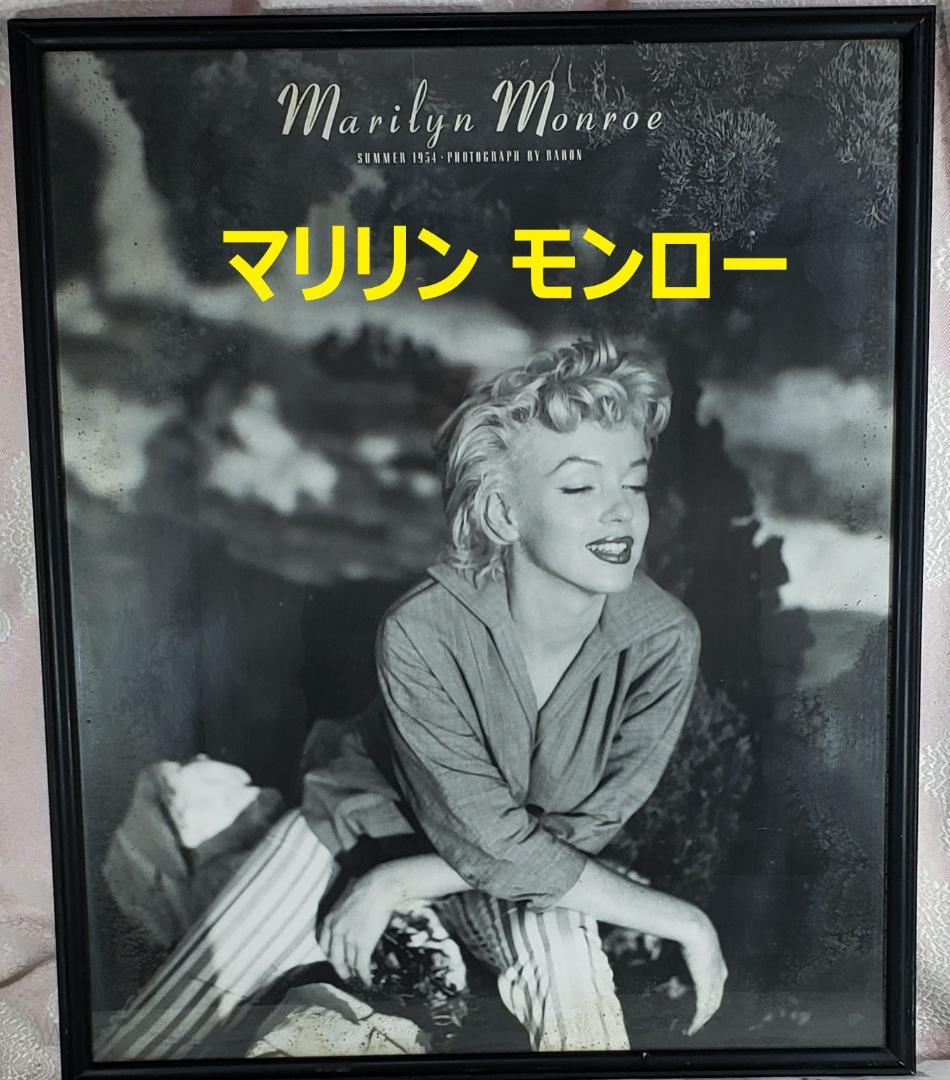 Marilyn Monroe
SUMMER 1954 · PHOTOGRAPH BY BARON
マリリン モンロー